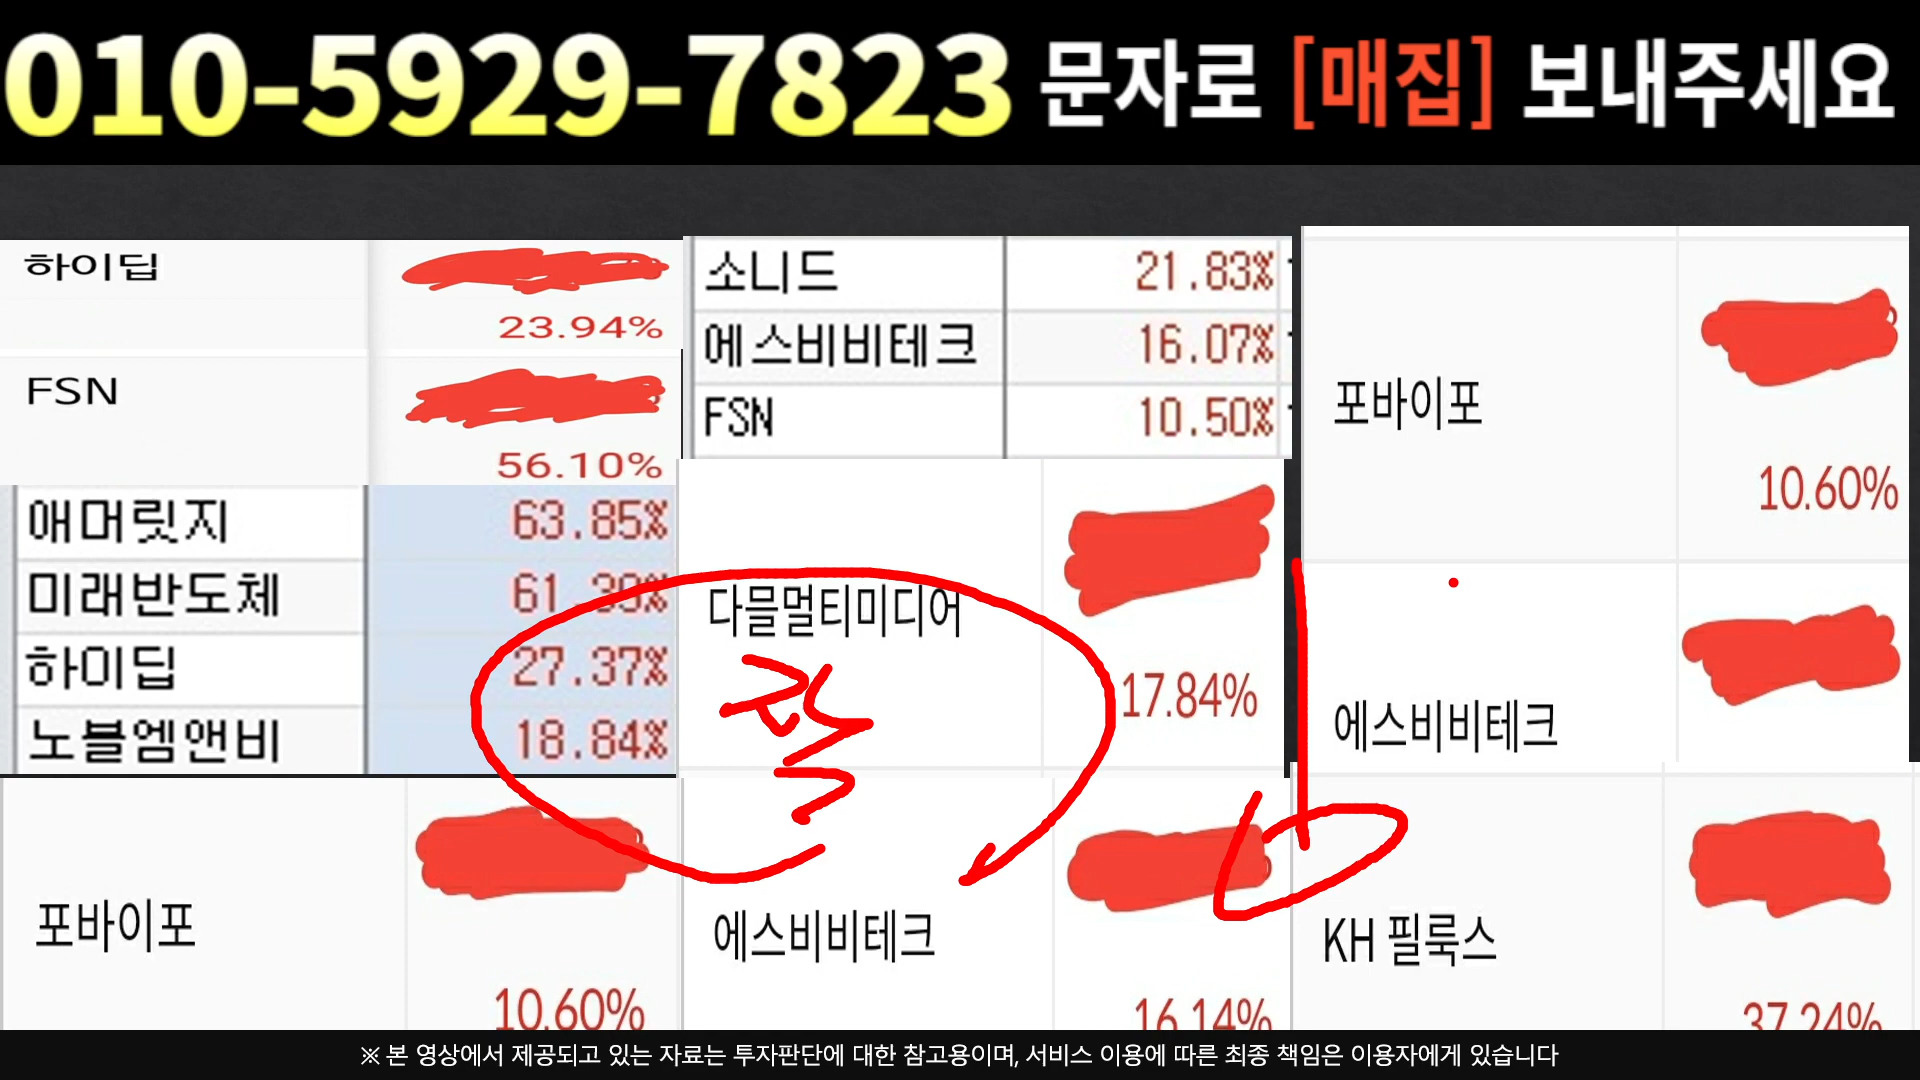 010-5929-7823 문자로 [매집] 보내주세요
하이딥
23.94%
FSN
56.10%
애머릿지 63.85%
미래반도체 61.39%
하이딥 27.37%
노블엠앤비 18.84%
소니드 21.83%
에스비비테크 16.07%
FSN 10.50%
다믈멀티미디어
17.84%
포바이포
10.60%
에스비비테크
포바이포
10.60%
에스비비테크
16.14%
KH 필룩스
37.24%
※ 본 영상에서 제공되고 있는 자료는 투자판단에 대한 참고용이며, 서비스 이용에 따른 최종 책임은 이용자에게 있습니다